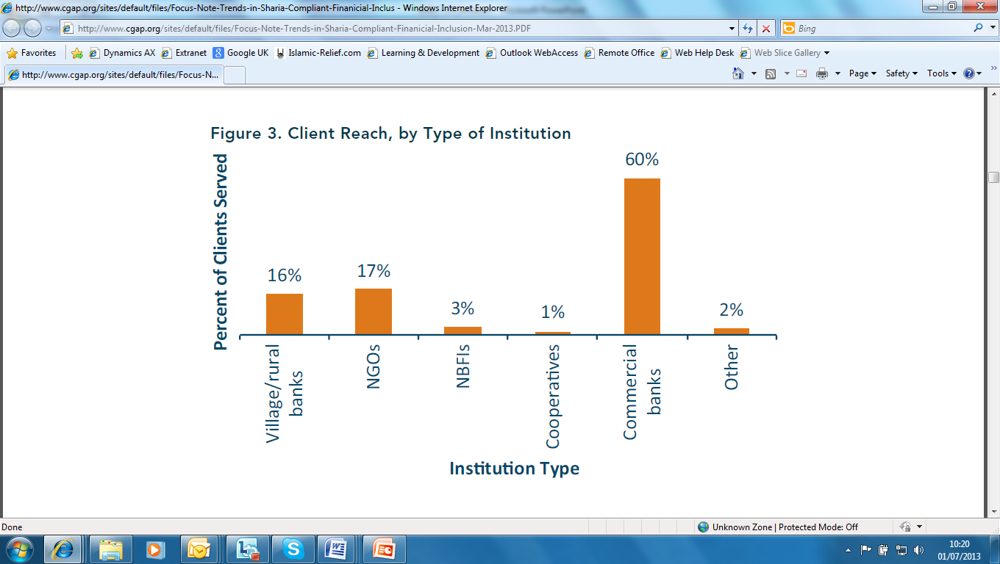 http://www.cgap.org/sites/default/files/Focus-Note-Trends-in-Sharia-Compliant-Finanicial-Inclus - Windows Internet Explorer
http://www.cgap.org/sites/default/files/Focus-Note-Trends-in-Sharia-Compliant-Finanicial-Inclusion-Mar-2013.PDF
Bing
Favorites Dynamics AX Extranet Google UK Islamic-Relief.com Learning & Development Outlook WebAccess Remote Office Web Help Desk Web Slice Gallery
http://www.cgap.org/sites/default/files/Focus-N...
Page Safety Tools
Figure 3. Client Reach, by Type of Institution
Percent of Clients Served
16%
17%
3%
1%
60%
2%
Village/rural
banks
NGOs
NBFIs
Cooperatives
Commercial
banks
Other
Institution Type
Done
Unknown Zone | Protected Mode: Off
10:20
01/07/2013